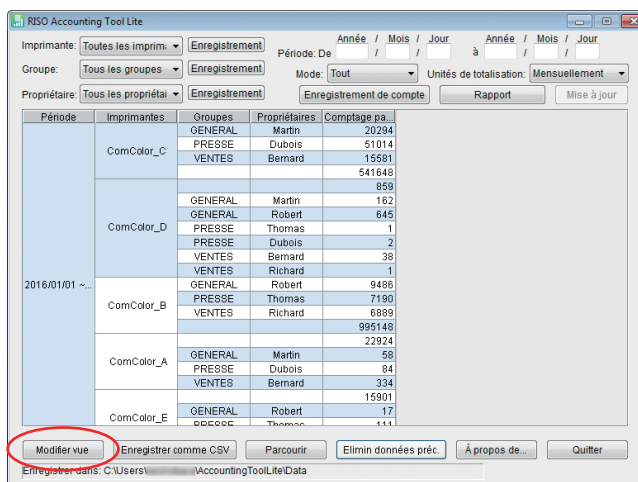 RISO Accounting Tool Lite
Année / Mois / Jour Année / Mois / Jour
Imprimante: Toutes les imprim. Enregistrement Période: De / / à / /
Groupe: Tous les groupes Enregistrement Mode: Tout Unités de totalisation: Mensuellement
Propriétaire: Tous les propriétai Enregistrement Enregistrement de compte Rapport Mise à jour
Période Imprimantes Groupes Propriétaires Comptage pa...
2016/01/01 ~...
ComColor_C
GENERAL Martin 20294
PRESSE Dubois 51014
VENTES Bernard 15581
541648
ComColor_D
859
GENERAL Martin 162
GENERAL Robert 645
PRESSE Thomas 1
PRESSE Dubois 2
VENTES Bernard 38
VENTES Richard 1
ComColor_B
GENERAL Robert 9486
PRESSE Thomas 7190
VENTES Richard 6889
995148
ComColor_A
22924
GENERAL Martin 58
PRESSE Dubois 84
VENTES Bernard 334
ComColor_E
15901
GENERAL Robert 17
PRESSE Thomas 111
Modifier vue Enregistrer comme CSV Parcourir Elimin données préc. À propos de... Quitter
Enregistrer dans: C:\Users\ \AccountingToolLite\Data